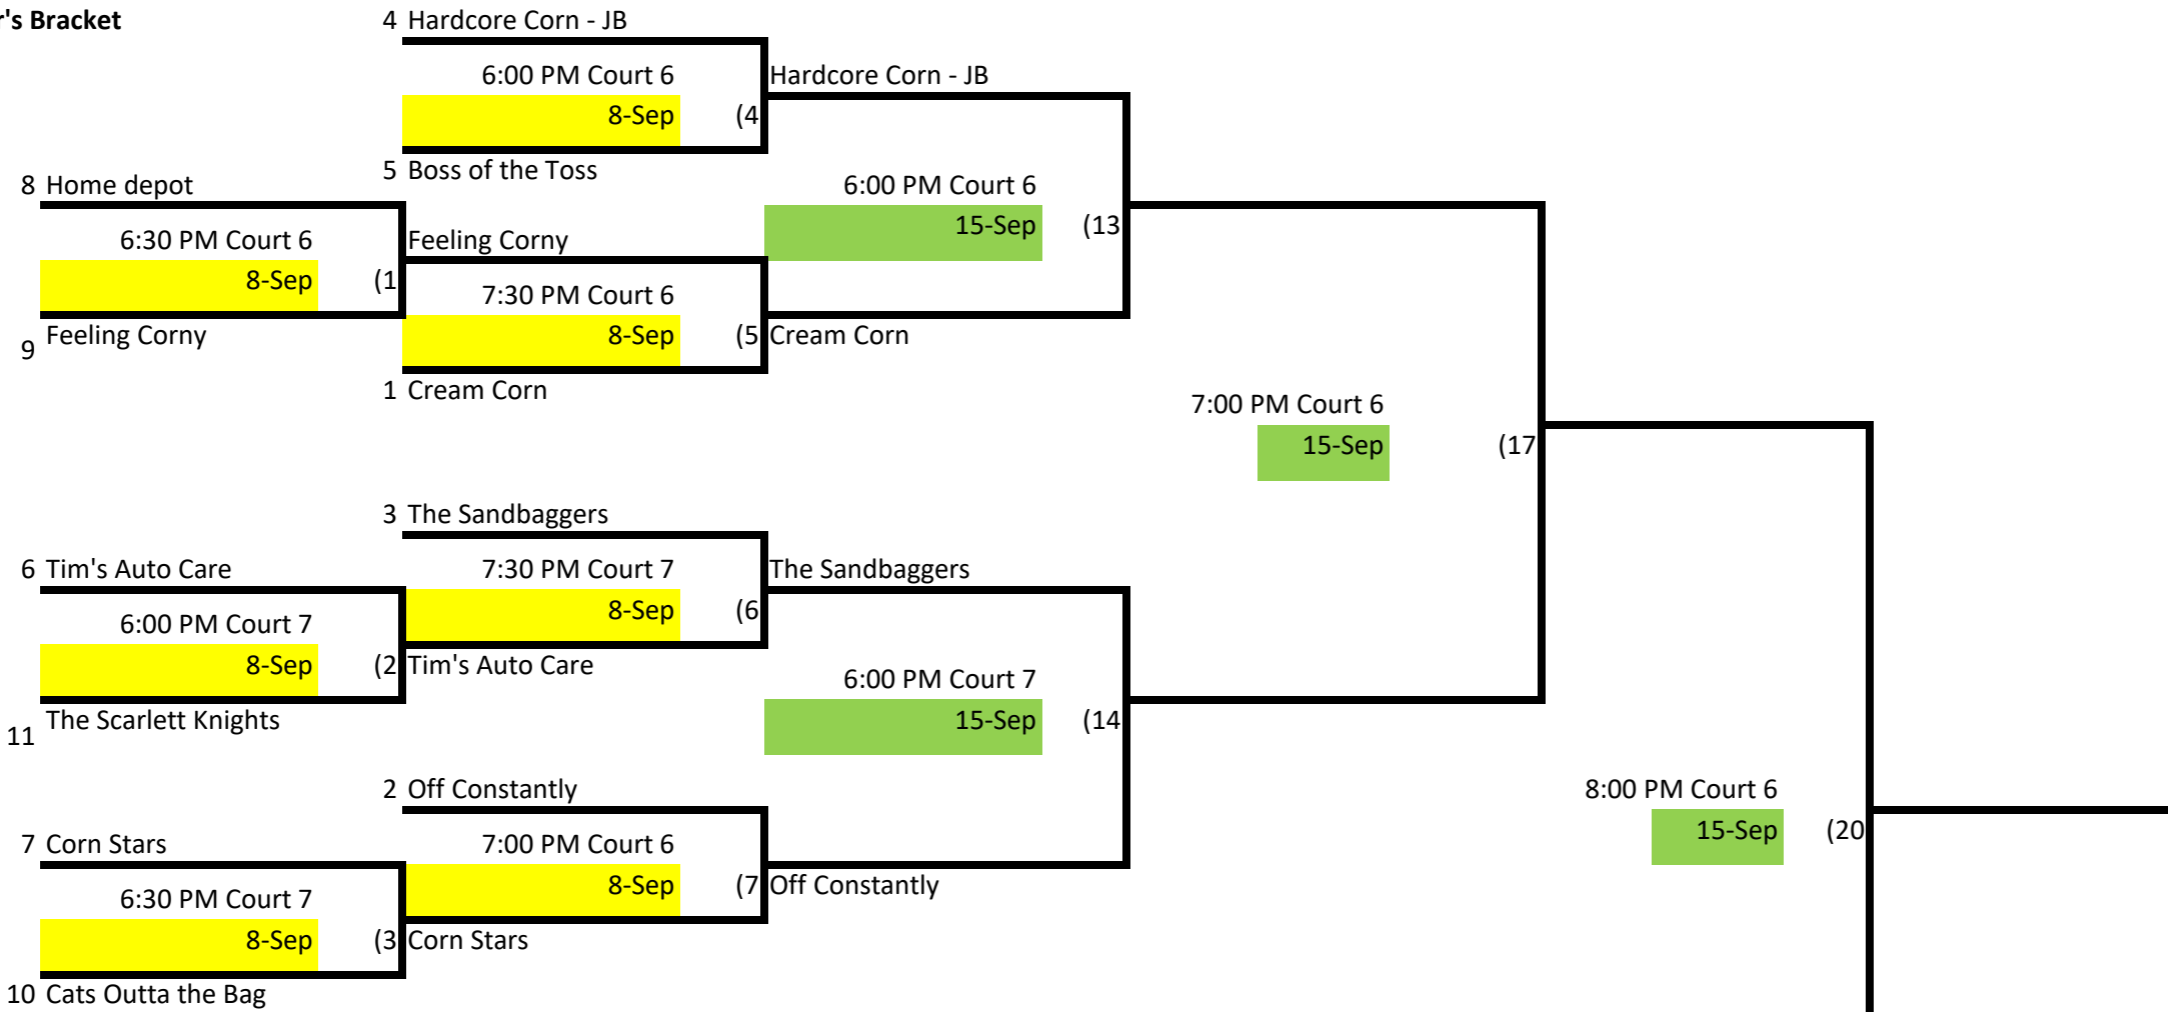 r's Bracket
4 Hardcore Corn - JB
6:00 PM Court 6
Hardcore Corn - JB
8-Sep (4
5 Boss of the Toss
8 Home depot
6:00 PM Court 6
15-Sep (13
6:30 PM Court 6
Feeling Corny
8-Sep (1
7:30 PM Court 6
9 Feeling Corny
8-Sep (5
Cream Corn
1 Cream Corn
7:00 PM Court 6
15-Sep (17
3 The Sandbaggers
6 Tim's Auto Care
7:30 PM Court 7
The Sandbaggers
8-Sep (6
6:00 PM Court 7
8-Sep (2
Tim's Auto Care
6:00 PM Court 7
15-Sep (14
11 The Scarlett Knights
2 Off Constantly
8:00 PM Court 6
15-Sep (20
7 Corn Stars
7:00 PM Court 6
8-Sep (7
Off Constantly
6:30 PM Court 7
8-Sep (3
Corn Stars
10 Cats Outta the Bag